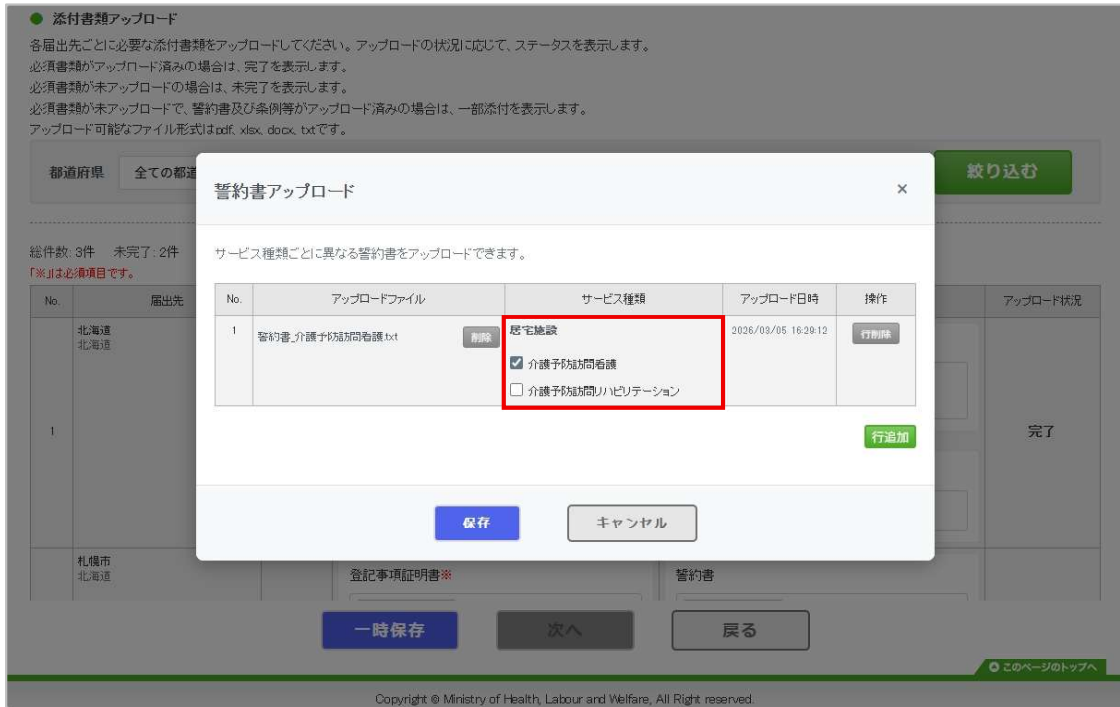 添付書類アップロード
各届出先ごとに必要な添付書類をアップロードしてください。アップロードの状況に応じて、ステータスを表示します。
必須書類がアップロード済みの場合は、完了を表示します。
必須書類が未アップロードの場合は、未完了を表示します。
必須書類が未アップロードで、誓約書及び条例等がアップロード済みの場合は、一部添付を表示します。
アップロード可能なファイル形式はpdf, xlsx, docx, txtです。
都道府県 全ての都道 絞り込む
誓約書アップロード ×
総件数: 3件 未完了: 2件
サービス種類ごとに異なる誓約書をアップロードできます。
「※」は必須項目です。
No. 届出先 アップロード状況
No. アップロードファイル サービス種類 アップロード日時 操作
北海道
北海道
1 誓約書_介護予防訪問看護.txt 削除 居宅施設 2026/03/05 16:29:12 行削除
介護予防訪問看護
介護予防訪問リハビリテーション
1 完了
行追加
保存 キャンセル
札幌市
北海道
登記事項証明書※ 誓約書
一時保存 次へ 戻る
このページのトップへ
Copyright © Ministry of Health, Labour and Welfare, All Right reserved.